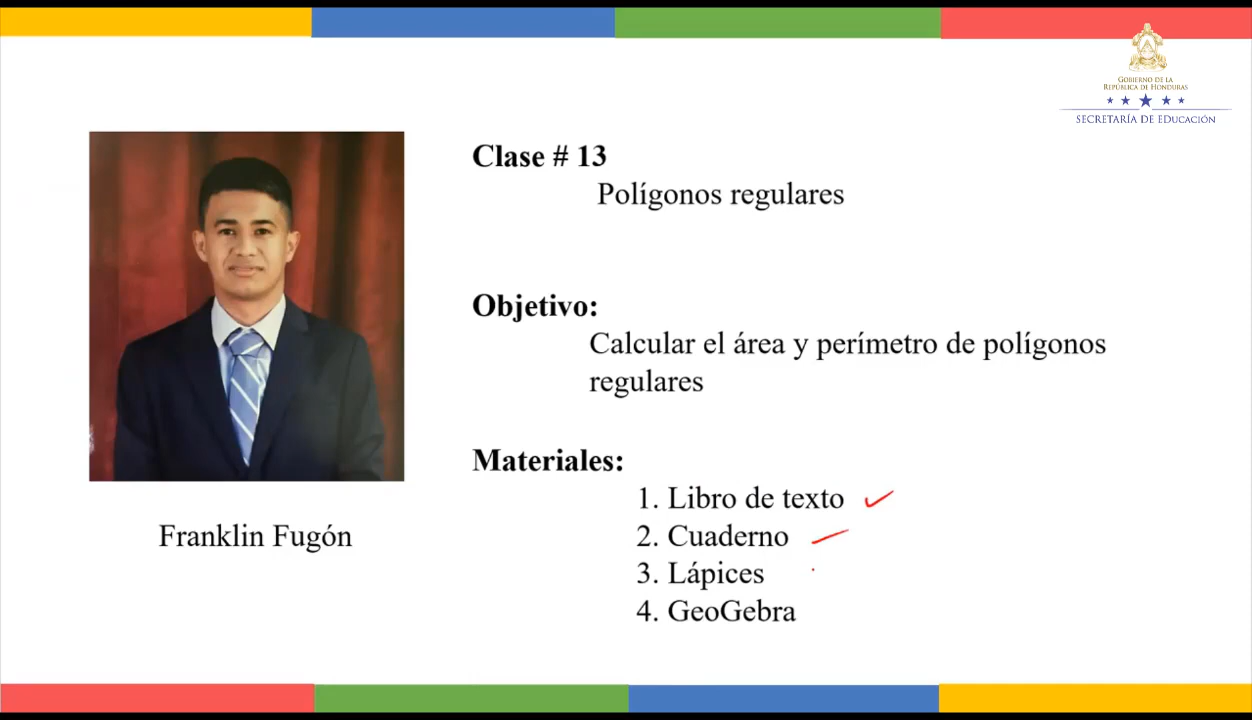 GOBIERNO DE LA
REPÚBLICA DE HONDURAS
SECRETARÍA DE EDUCACIÓN
Clase # 13
Polígonos regulares
Objetivo:
Calcular el área y perímetro de polígonos
regulares
Materiales:
1. Libro de texto
2. Cuaderno
3. Lápices
4. GeoGebra
Franklin Fugón